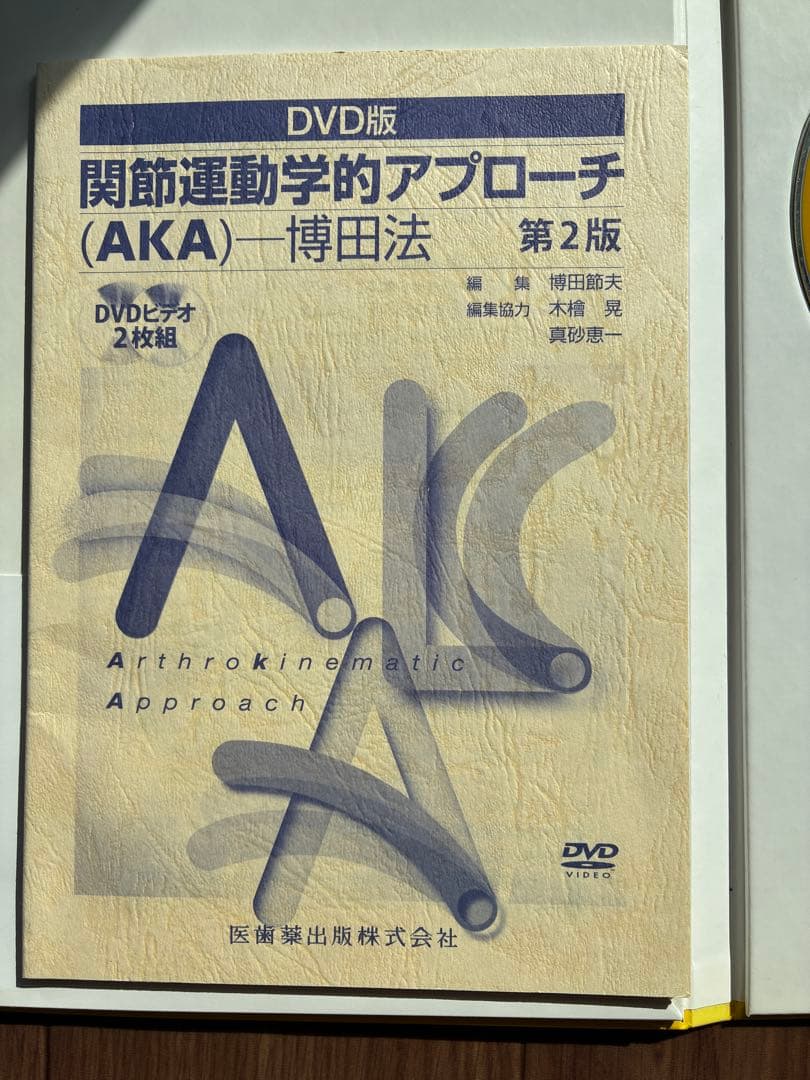 DVD版
関節運動学的アプローチ
(AKA)―博田法 第2版
編 集 博田節夫
編集協力 木檜 晃
真砂恵一
DVDビデオ
2枚組
AKA
Arthrokinematic
Approach
DVD
VIDEO
医歯薬出版株式会社